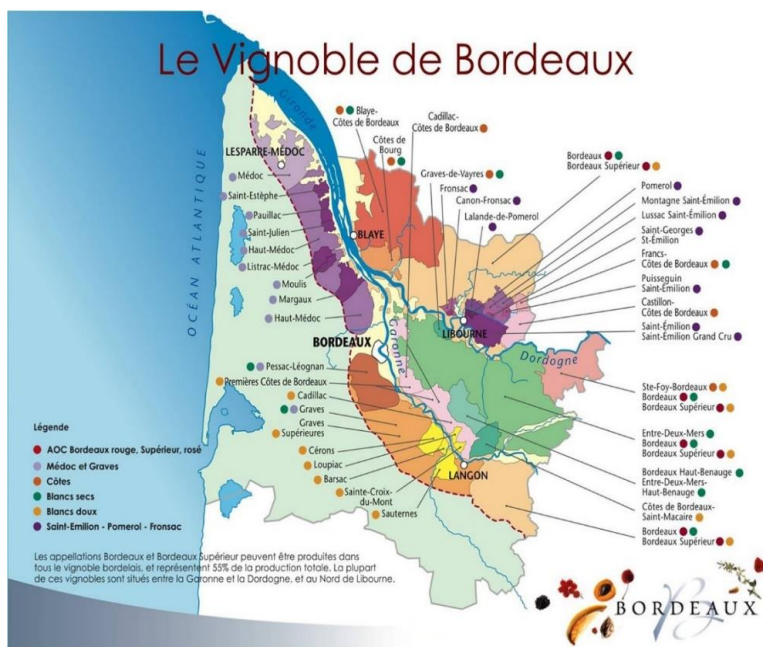 Le Vignoble de Bordeaux
OCÉAN ATLANTIQUE
Gironde
LESPARRE-MÉDOC
Médoc
Saint-Estèphe
Pauillac
Saint-Julien
Haut-Médoc
Listrac-Médoc
Moulis
Margaux
Haut-Médoc
BLAYE
BORDEAUX
Garonne
LIBOURNE
Dordogne
LANGON
Blaye-
Côtes de Bordeaux
Côtes de
Bourg
Cadillac-
Côtes de Bordeaux
Graves-de-Vayres
Fronsac
Canon-Fronsac
Lalande-de-Pomerol
Bordeaux
Bordeaux Supérieur
Pomerol
Montagne Saint-Émilion
Lussac Saint-Émilion
Saint-Georges
St-Émilion
Francs-
Côtes de Bordeaux
Puisseguin
Saint-Émilion
Castillon-
Côtes de Bordeaux
Saint-Émilion
Saint-Émilion Grand Cru
Ste-Foy-Bordeaux
Bordeaux
Bordeaux Supérieur
Entre-Deux-Mers
Bordeaux
Bordeaux Supérieur
Bordeaux Haut-Benauge
Entre-Deux-Mers-
Haut-Benauge
Côtes de Bordeaux-
Saint-Macaire
Bordeaux
Bordeaux Supérieur
Pessac-Léognan
Premières Côtes de Bordeaux
Cadillac
Graves
Graves
Supérieures
Cérons
Loupiac
Barsac
Sainte-Croix-
du-Mont
Sauternes
Légende
AOC Bordeaux rouge, Supérieur, rosé
Médoc et Graves
Côtes
Blancs secs
Blancs doux
Saint-Emilion - Pomerol - Fronsac
Les appellations Bordeaux et Bordeaux Supérieur peuvent être produites dans
tous le vignoble bordelais, et représentent 55% de la production totale. La plupart
de ces vignobles sont situés entre la Garonne et la Dordogne, et au Nord de Libourne.
B
BORDEAUX